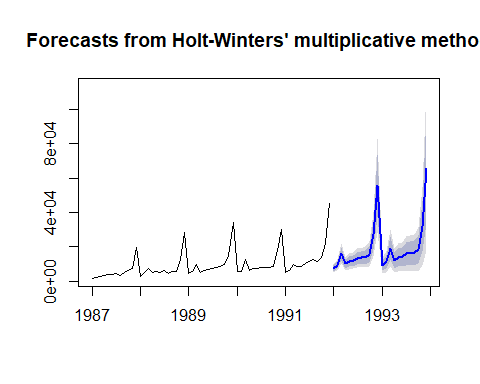 Forecasts from Holt-Winters' multiplicative metho
8e+04
4e+04
0e+00
1987
1989
1991
1993